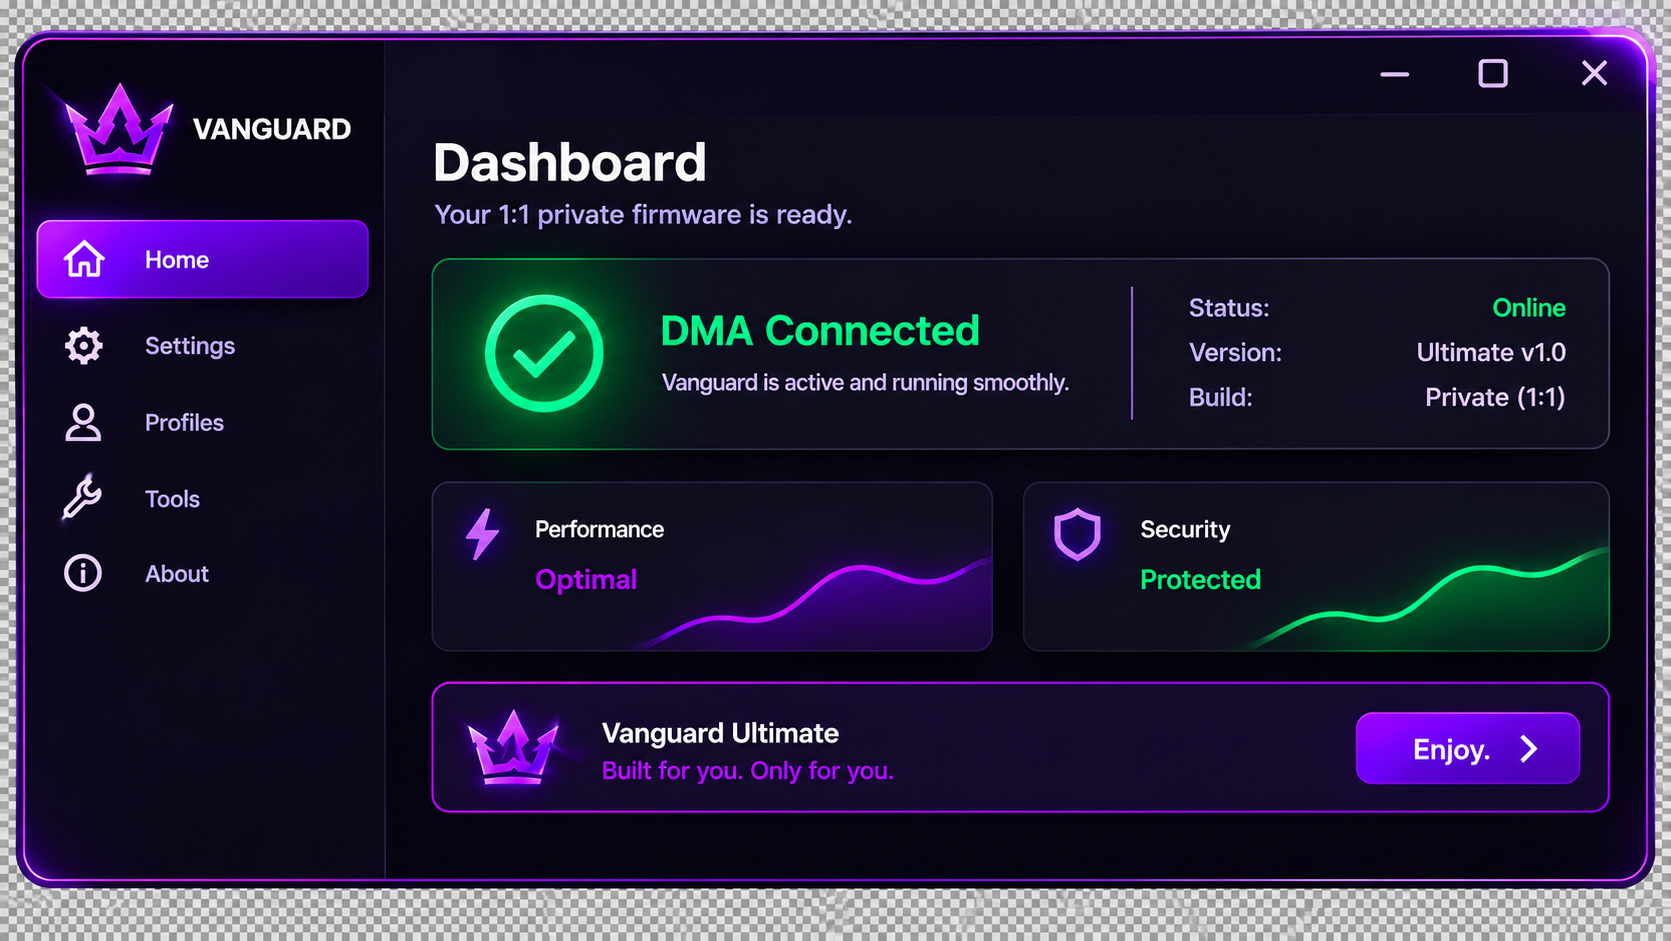 VANGUARD
Home
Settings
Profiles
Tools
About
Dashboard
Your 1:1 private firmware is ready.
DMA Connected
Vanguard is active and running smoothly.
Status: Online
Version: Ultimate v1.0
Build: Private (1:1)
Performance
Optimal
Security
Protected
Vanguard Ultimate
Built for you. Only for you.
Enjoy.